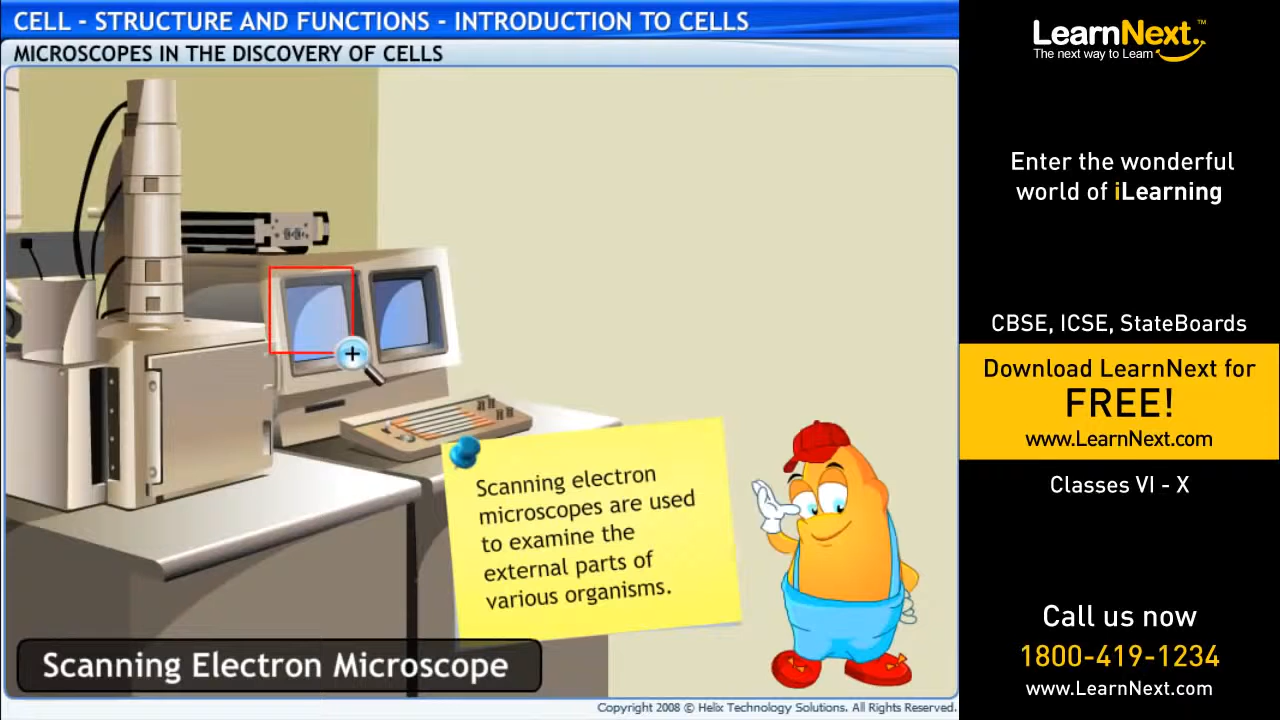 CELL - STRUCTURE AND FUNCTIONS - INTRODUCTION TO CELLS
MICROSCOPES IN THE DISCOVERY OF CELLS
Scanning electron
microscopes are used
to examine the
external parts of
various organisms.
Scanning Electron Microscope
Copyright 2008 © Helix Technology Solutions. All Rights Reserved.
LearnNext.™
The next way to Learn
Enter the wonderful
world of iLearning
CBSE, ICSE, StateBoards
Download LearnNext for
FREE!
www.LearnNext.com
Classes VI - X
Call us now
1800-419-1234
www.LearnNext.com